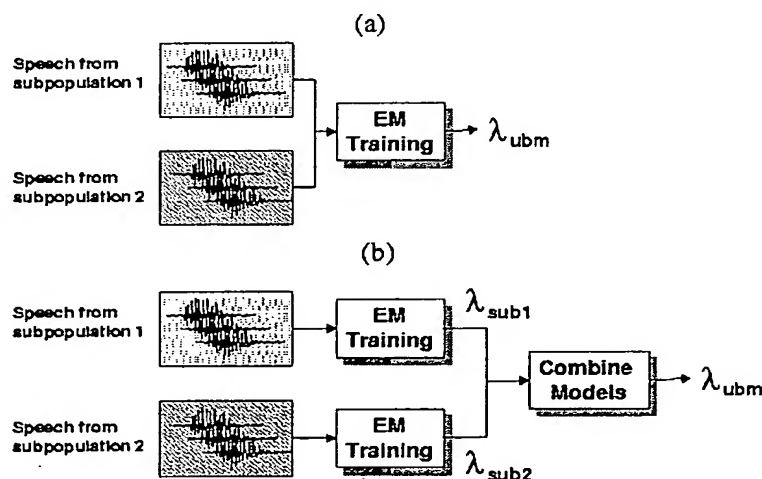 (a)
Speech from
subpopulation 1
EM
Training
λubm
Speech from
subpopulation 2
(b)
Speech from
subpopulation 1
EM
Training
λsub1
Combine
Models
λubm
Speech from
subpopulation 2
EM
Training
λsub2